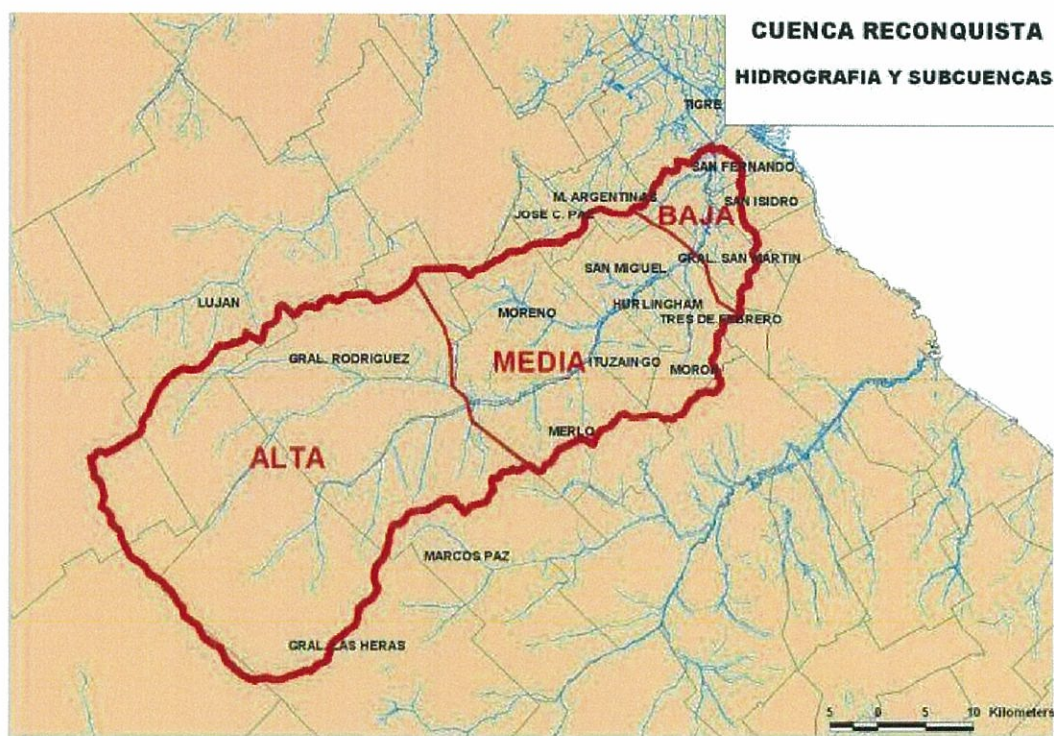 CUENCA RECONQUISTA
HIDROGRAFIA Y SUBCUENCAS
TIGRE
SAN FERNANDO
M. ARGENTINAS
SAN ISIDRO
JOSE C. PAZ
BAJA
GRAL. SAN MARTIN
SAN MIGUEL
LUJAN
HURLINGHAM
MORENO
TRES DE FEBRERO
GRAL. RODRIGUEZ
MEDIA
ITUZAINGO
MORON
MERLO
ALTA
MARCOS PAZ
GRAL. LAS HERAS
5 0 5 10 Kilometers